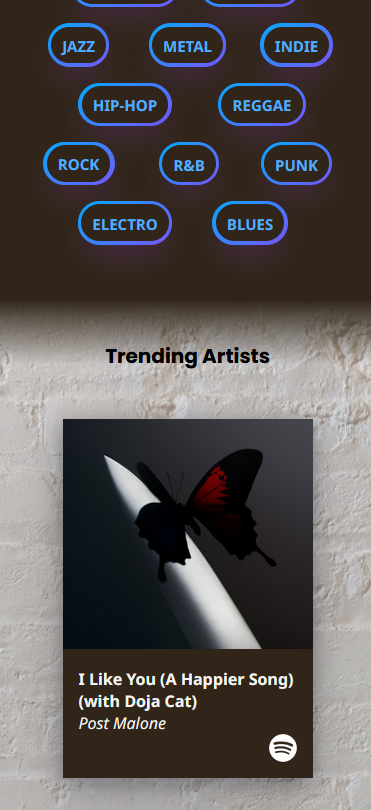 JAZZ METAL INDIE
HIP-HOP REGGAE
ROCK R&B PUNK
ELECTRO BLUES
Trending Artists
I Like You (A Happier Song)
(with Doja Cat)
Post Malone